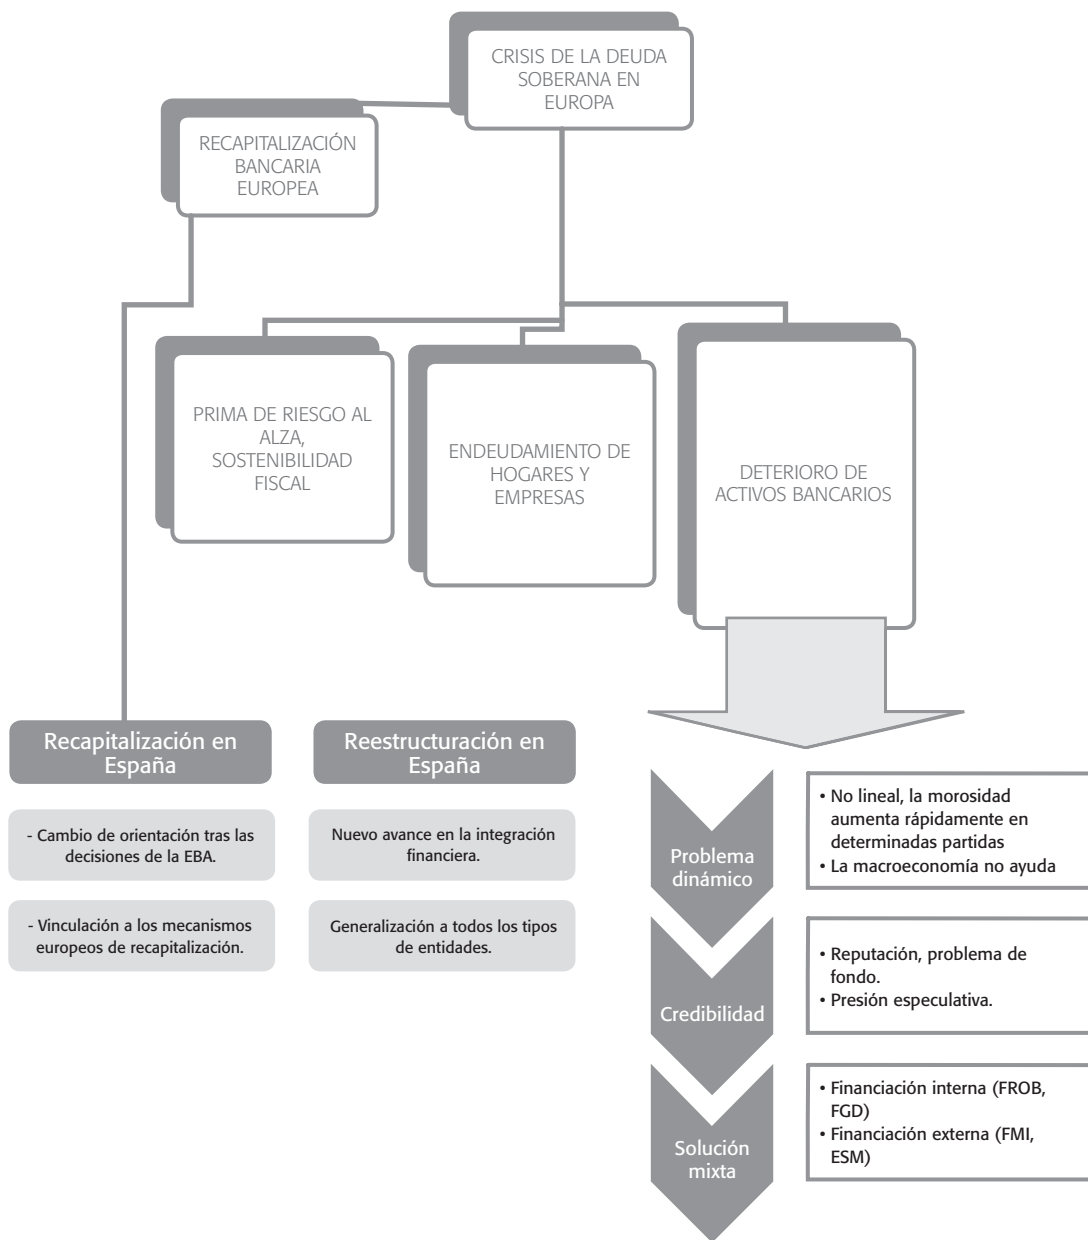 CRISIS DE LA DEUDA
SOBERANA EN
EUROPA
RECAPITALIZACIÓN
BANCARIA
EUROPEA
PRIMA DE RIESGO AL
ALZA,
SOSTENIBILIDAD
FISCAL
ENDEUDAMIENTO DE
HOGARES Y
EMPRESAS
DETERIORO DE
ACTIVOS BANCARIOS
Recapitalización en
España
- Cambio de orientación tras las
decisiones de la EBA.
- Vinculación a los mecanismos
europeos de recapitalización.
Reestructuración en
España
Nuevo avance en la integración
financiera.
Generalización a todos los tipos
de entidades.
Problema
dinámico
• No lineal, la morosidad
aumenta rápidamente en
determinadas partidas
• La macroeconomía no ayuda
Credibilidad
• Reputación, problema de
fondo.
• Presión especulativa.
Solución
mixta
• Financiación interna (FROB,
FGD)
• Financiación externa (FMI,
ESM)